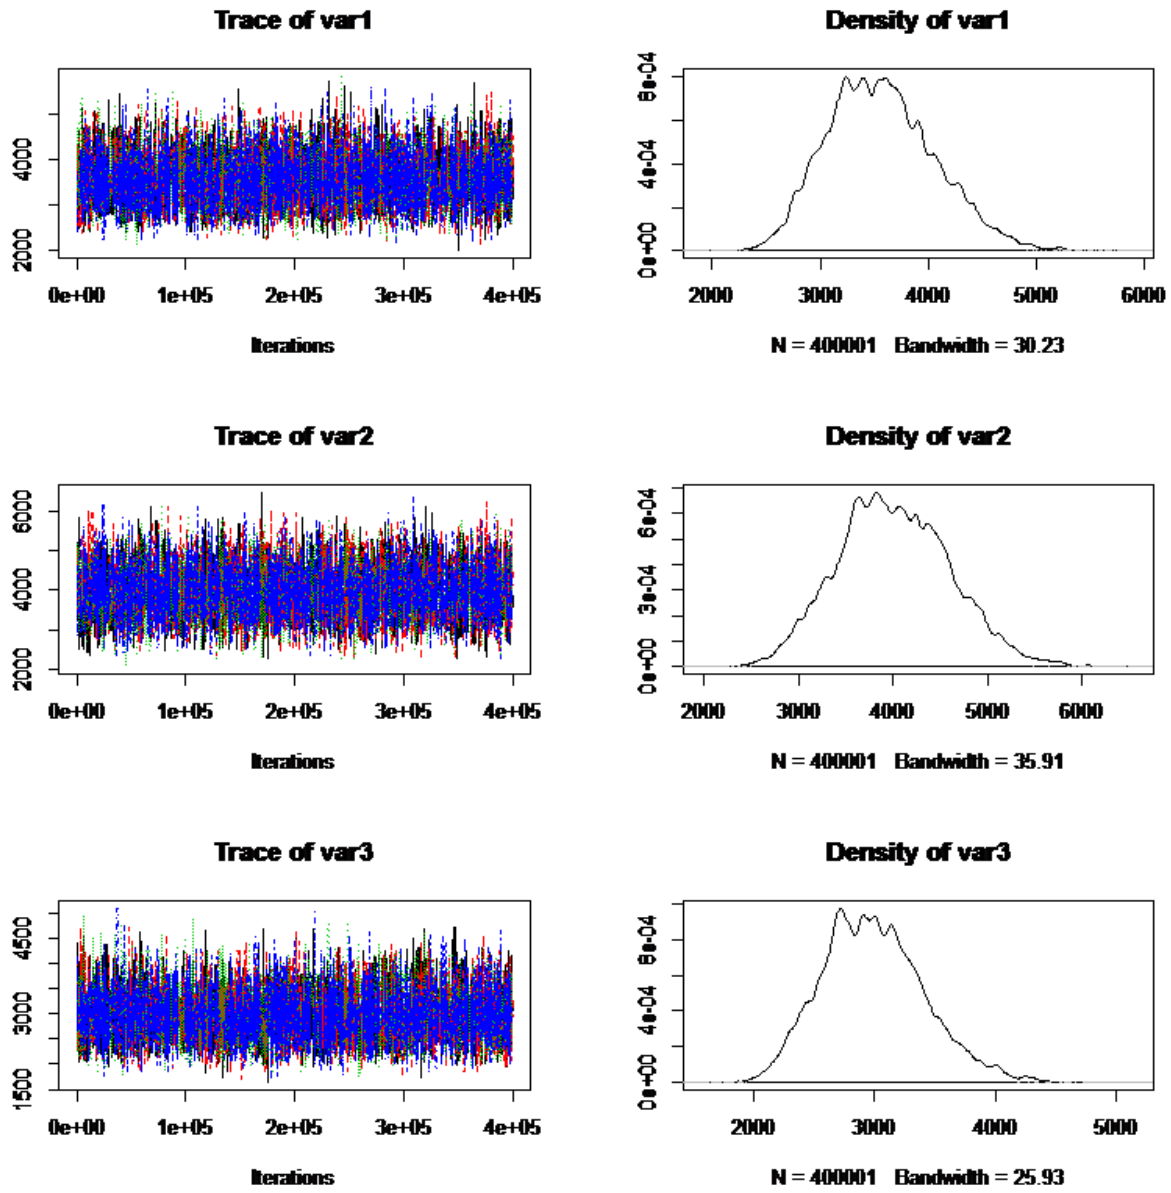 Trace of var1
Density of var1
2000 4000
0e+00 1e+05 2e+05 3e+05 4e+05
Iterations
0e+00 4e-04 8e-04
2000 3000 4000 5000 6000
N = 400001 Bandwidth = 30.23
Trace of var2
Density of var2
2000 4000 6000
0e+00 1e+05 2e+05 3e+05 4e+05
Iterations
0e+00 3e-04 6e-04
2000 3000 4000 5000 6000
N = 400001 Bandwidth = 35.91
Trace of var3
Density of var3
1500 3000 4500
0e+00 1e+05 2e+05 3e+05 4e+05
Iterations
0e+00 4e-04 8e-04
2000 3000 4000 5000
N = 400001 Bandwidth = 25.93